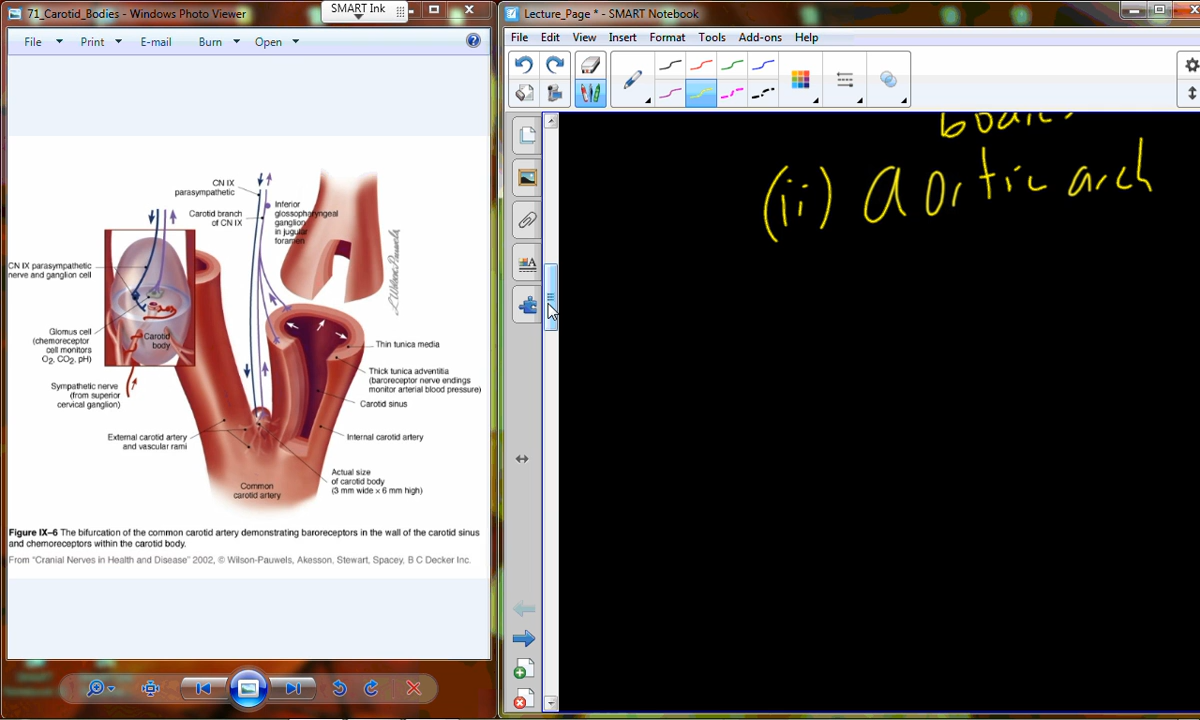 71_Carotid_Bodies - Windows Photo Viewer
SMART Ink
File Print E-mail Burn Open
CN IX
parasympathetic
Carotid branch
of CN IX
Inferior
glossopharyngeal
ganglion
in jugular
foramen
CN IX parasympathetic
nerve and ganglion cell
Glomus cell
(chemoreceptor
cell monitors
O2, CO2, pH)
Carotid
body
Sympathetic nerve
(from superior
cervical ganglion)
Thin tunica media
Thick tunica adventitia
(baroreceptor nerve endings
monitor arterial blood pressure)
Carotid sinus
External carotid artery
and vascular rami
Internal carotid artery
Common
carotid artery
Actual size
of carotid body
(3 mm wide × 6 mm high)
Figure IX–6 The bifurcation of the common carotid artery demonstrating baroreceptors in the wall of the carotid sinus
and chemoreceptors within the carotid body.
From "Cranial Nerves in Health and Disease" 2002, © Wilson-Pauwels, Akesson, Stewart, Spacey, B C Decker Inc.
Lecture_Page * - SMART Notebook
File Edit View Insert Format Tools Add-ons Help
bodies
(ii) Aortic arch